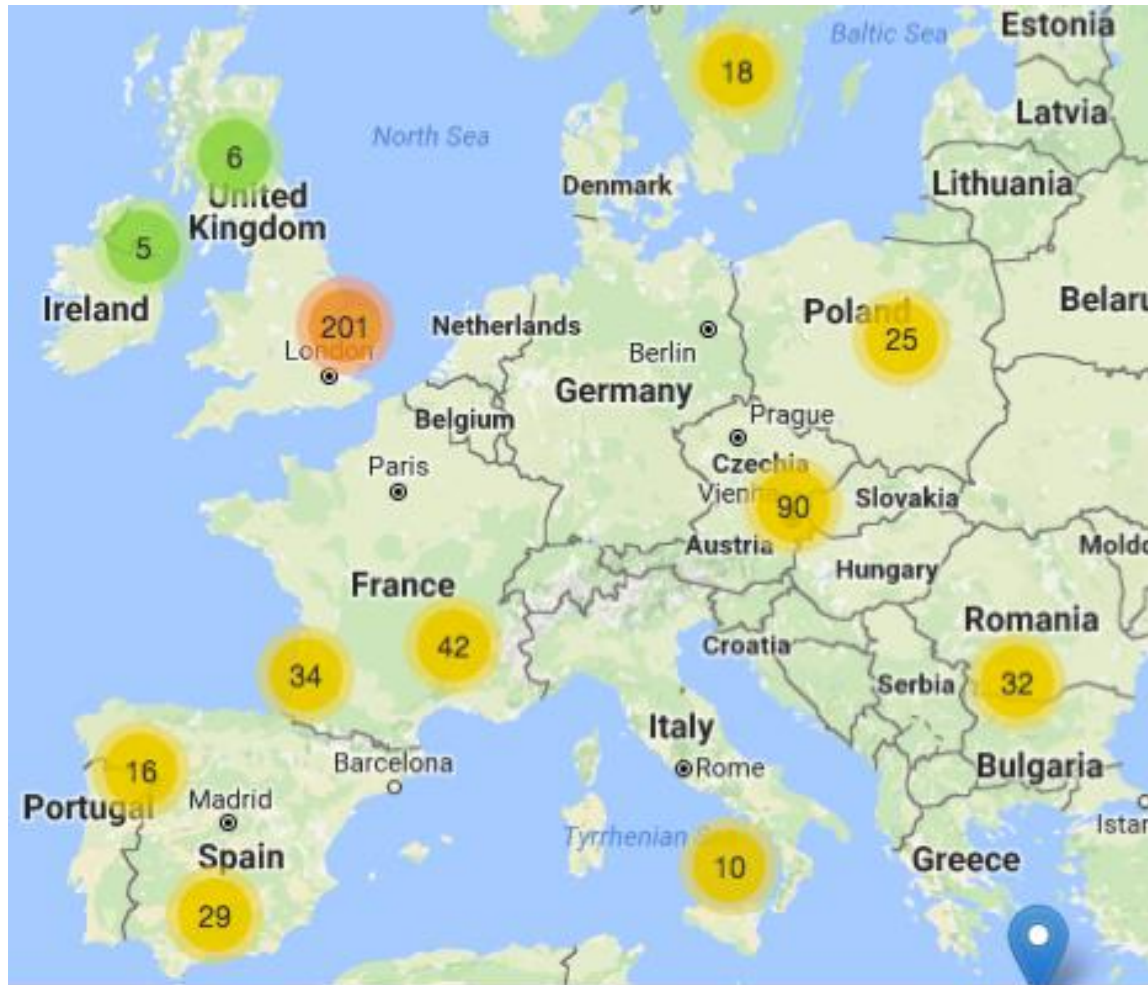 Estonia
Baltic Sea
18
Latvia
North Sea
6
Denmark
Lithuania
United
Kingdom
5
Ireland
201
London
Netherlands
Berlin
Poland
25
Belaru
Germany
Belgium
Prague
Czechia
Paris
Vienna
90
Slovakia
Austria
Moldo
Hungary
France
42
34
Croatia
Romania
Serbia
32
Italy
Rome
Barcelona
16
Portugal
Madrid
Bulgaria
Istan
Tyrrhenian S
Spain
10
Greece
29